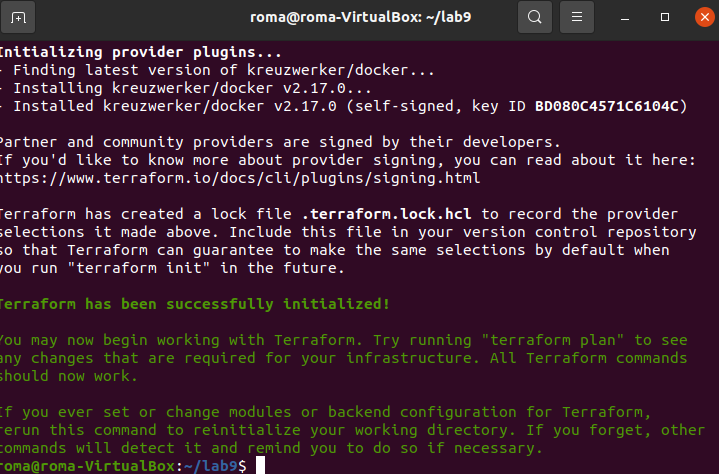 roma@roma-VirtualBox: ~/lab9
Initializing provider plugins...
- Finding latest version of kreuzwerker/docker...
- Installing kreuzwerker/docker v2.17.0...
- Installed kreuzwerker/docker v2.17.0 (self-signed, key ID BD080C4571C6104C)
Partner and community providers are signed by their developers.
If you'd like to know more about provider signing, you can read about it here:
https://www.terraform.io/docs/cli/plugins/signing.html
Terraform has created a lock file .terraform.lock.hcl to record the provider
selections it made above. Include this file in your version control repository
so that Terraform can guarantee to make the same selections by default when
you run "terraform init" in the future.
Terraform has been successfully initialized!
You may now begin working with Terraform. Try running "terraform plan" to see
any changes that are required for your infrastructure. All Terraform commands
should now work.
If you ever set or change modules or backend configuration for Terraform,
rerun this command to reinitialize your working directory. If you forget, other
commands will detect it and remind you to do so if necessary.
roma@roma-VirtualBox:~/lab9$